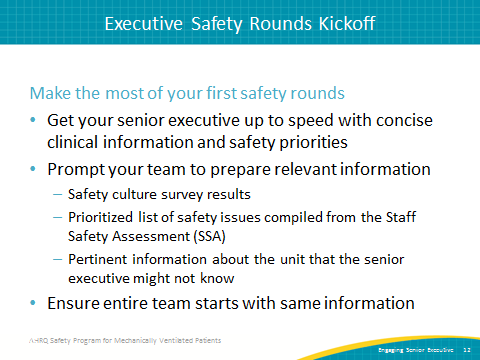 Executive Safety Rounds Kickoff
Make the most of your first safety rounds
• Get your senior executive up to speed with concise
clinical information and safety priorities
• Prompt your team to prepare relevant information
– Safety culture survey results
– Prioritized list of safety issues compiled from the Staff
Safety Assessment (SSA)
– Pertinent information about the unit that the senior
executive might not know
• Ensure entire team starts with same information
AHRQ Safety Program for Mechanically Ventilated Patients
Engaging Senior Executive 12